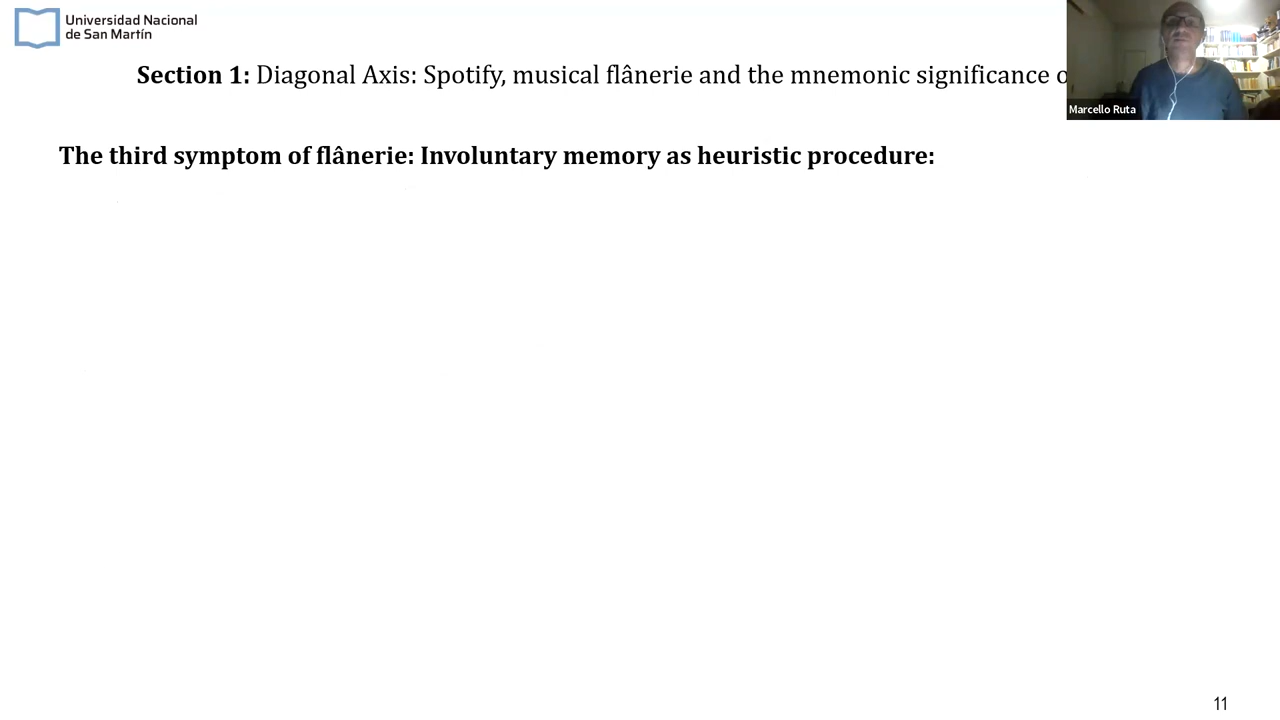 Universidad Nacional
de San Martín
Section 1: Diagonal Axis: Spotify, musical flânerie and the mnemonic significance
Marcello Ruta
The third symptom of flânerie: Involuntary memory as heuristic procedure:
11